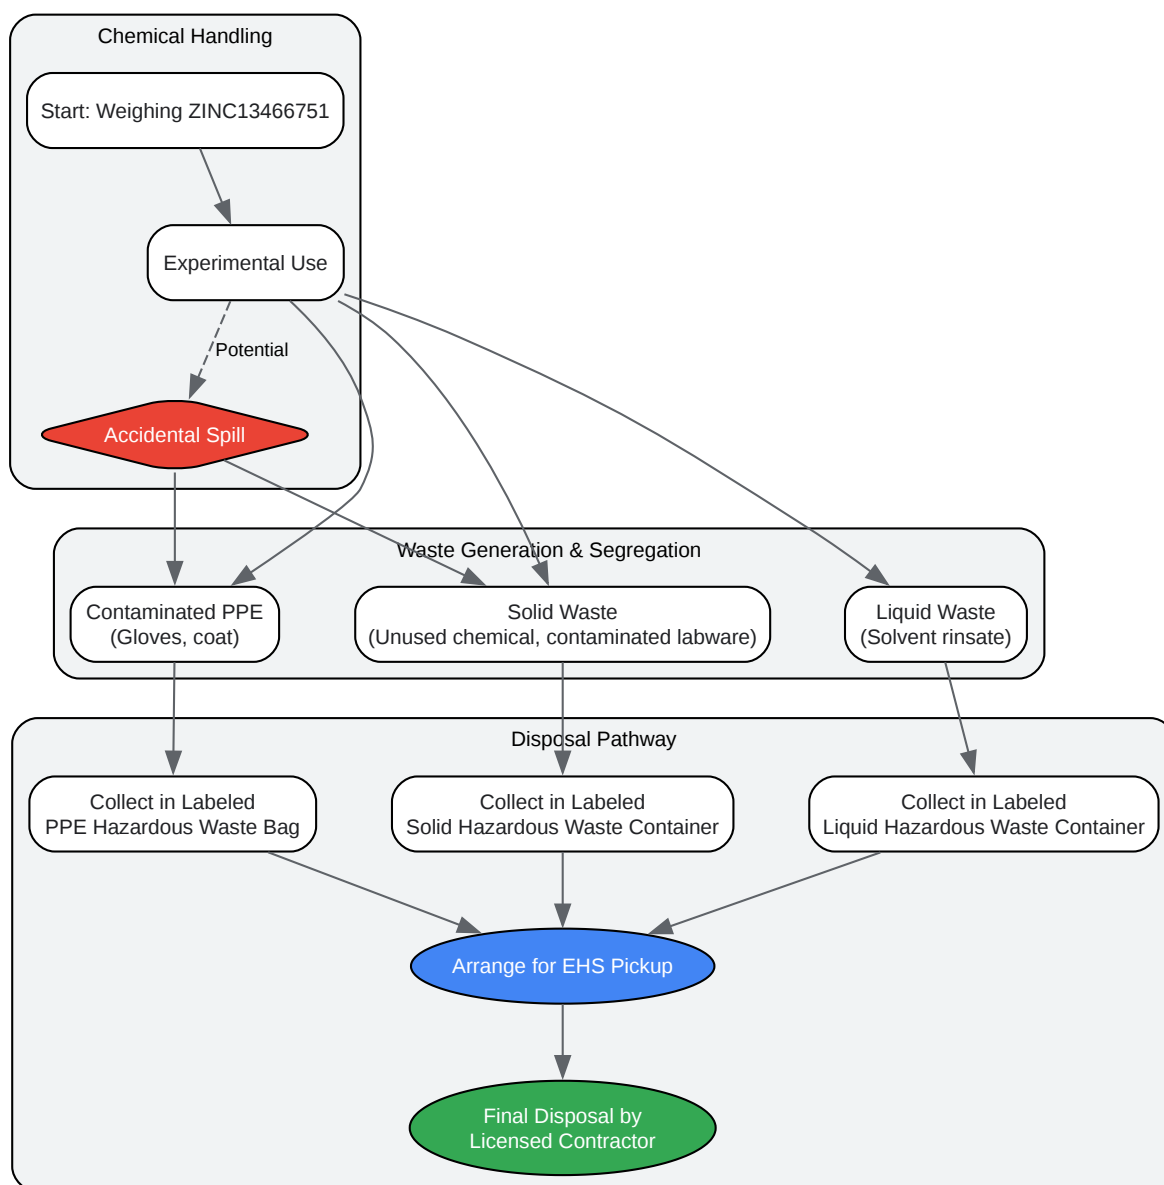 Chemical Handling
Start: Weighing ZINC13466751
Experimental Use
Potential
Accidental Spill
Waste Generation & Segregation
Contaminated PPE
(Gloves, coat)
Solid Waste
(Unused chemical, contaminated labware)
Liquid Waste
(Solvent rinsate)
Disposal Pathway
Collect in Labeled
PPE Hazardous Waste Bag
Collect in Labeled
Solid Hazardous Waste Container
Collect in Labeled
Liquid Hazardous Waste Container
Arrange for EHS Pickup
Final Disposal by
Licensed Contractor